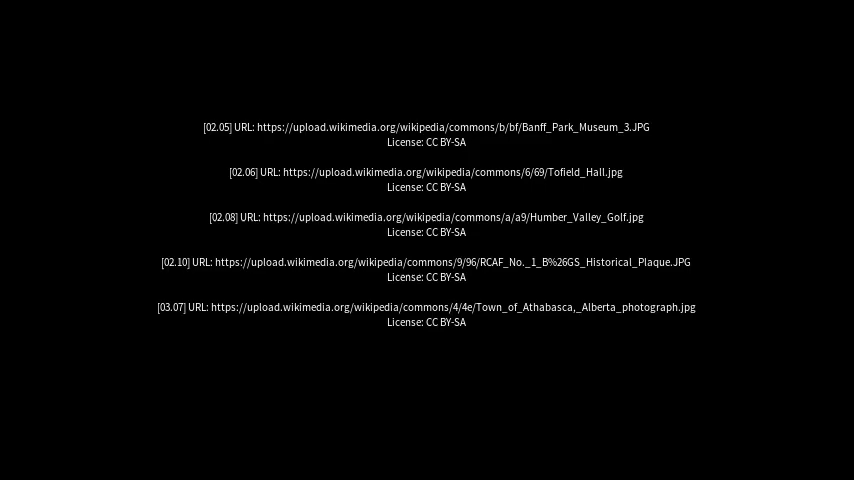 [02.05] URL: https://upload.wikimedia.org/wikipedia/commons/b/bf/Banff_Park_Museum_3.JPG
License: CC BY-SA
[02.06] URL: https://upload.wikimedia.org/wikipedia/commons/6/69/Tofield_Hall.jpg
License: CC BY-SA
[02.08] URL: https://upload.wikimedia.org/wikipedia/commons/a/a9/Humber_Valley_Golf.jpg
License: CC BY-SA
[02.10] URL: https://upload.wikimedia.org/wikipedia/commons/9/96/RCAF_No._1_B%26GS_Historical_Plaque.JPG
License: CC BY-SA
[03.07] URL: https://upload.wikimedia.org/wikipedia/commons/4/4e/Town_of_Athabasca,_Alberta_photograph.jpg
License: CC BY-SA